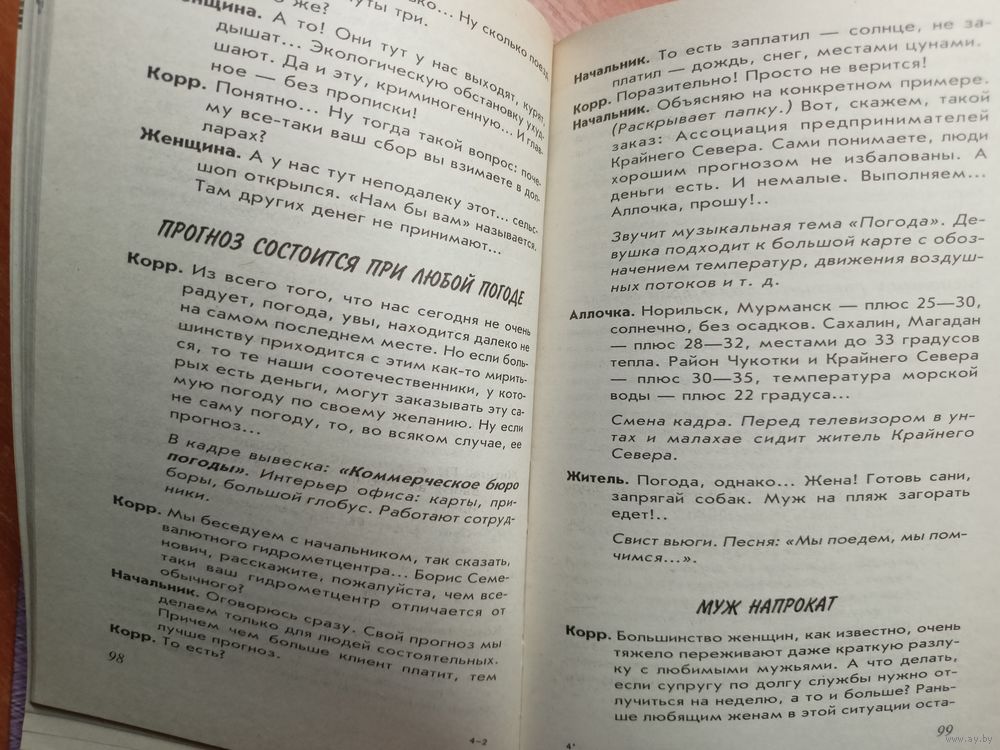 же? ... минуты три.
Женщина. А то! Они тут у нас выходят, курят,
дышат... Экологическую обстановку ухуд-
шают. Да и эту, криминогенную... И глав-
ное — без прописки!
Корр. Понятно... Ну тогда такой вопрос: поче-
му все-таки ваш сбор вы взимаете в дол-
ларах?
Женщина. А у нас тут неподалеку этот... сельс-
шоп открылся. «Нам бы вам» называется.
Там других денег не принимают...
ПРОГНОЗ СОСТОИТСЯ ПРИ ЛЮБОЙ ПОГОДЕ
Корр. Из всего того, что нас сегодня не очень
радует, погода, увы, находится далеко не
на самом последнем месте. Но если боль-
шинству приходится с этим как-то мирить-
ся, то те наши соотечественники, у кото-
рых есть деньги, могут заказывать эту са-
мую погоду по своему желанию. Ну если
не саму погоду, то, во всяком случае, ее
прогноз...
В кадре вывеска: «Коммерческое бюро
погоды». Интерьер офиса: карты, при-
боры, большой глобус. Работают сотруд-
ники.
Корр. Мы беседуем с начальником, так сказать,
валютного гидрометцентра... Борис Семе-
нович, расскажите, пожалуйста, чем все-
таки ваш гидрометцентр отличается от
обычного?
Начальник. Оговорюсь сразу. Свой прогноз мы
делаем только для людей состоятельных.
Причем чем больше клиент платит, тем
лучше прогноз.
Корр. То есть?
98
4-2
Начальник. То есть заплатил — солнце, не за-
платил — дождь, снег, местами цунами.
Корр. Поразительно! Просто не верится!
Начальник. Объясняю на конкретном примере.
(Раскрывает папку.) Вот, скажем, такой
заказ: Ассоциация предпринимателей
Крайнего Севера. Сами понимаете, люди
хорошим прогнозом не избалованы. А
деньги есть. И немалые. Выполняем...
Аллочка, прошу!..
Звучит музыкальная тема «Погода». Де-
вушка подходит к большой карте с обоз-
начением температур, движения воздуш-
ных потоков и т. д.
Аллочка. Норильск, Мурманск — плюс 25—30,
солнечно, без осадков. Сахалин, Магадан
— плюс 28—32, местами до 33 градусов
тепла. Район Чукотки и Крайнего Севера
— плюс 30—35, температура морской
воды — плюс 22 градуса...
Смена кадра. Перед телевизором в ун-
тах и малахае сидит житель Крайнего
Севера.
Житель. Погода, однако... Жена! Готовь сани,
запрягай собак. Муж на пляж загорать
едет!..
Свист вьюги. Песня: «Мы поедем, мы пом-
чимся...».
МУЖ НАПРОКАТ
Корр. Большинство женщин, как известно, очень
тяжело переживают даже краткую разлу-
ку с любимыми мужьями. А что делать,
если супругу по долгу службы нужно от-
лучиться на неделю, а то и больше? Рань-
ше любящим женам в этой ситуации оста-
99
4*
www.ay.by